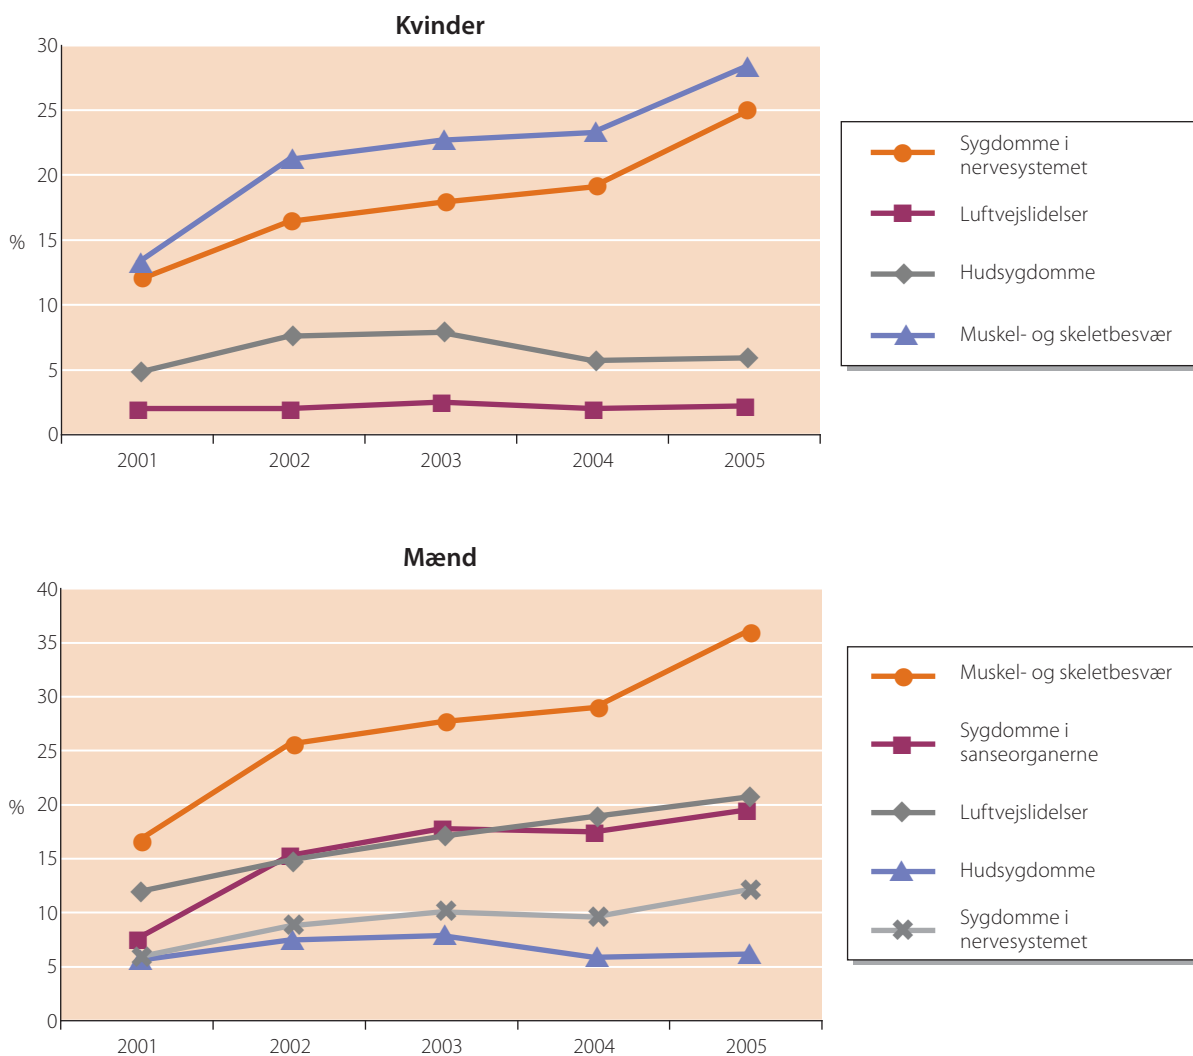 Kvinder
30
25
20
15
10
5
0
%
2001 2002 2003 2004 2005
Sygdomme i
nervesystemet
Luftvejslidelser
Hudsygdomme
Muskel- og skeletbesvær
Mænd
40
35
30
25
20
15
10
5
0
%
2001 2002 2003 2004 2005
Muskel- og skeletbesvær
Sygdomme i
sanseorganerne
Luftvejslidelser
Hudsygdomme
Sygdomme i
nervesystemet